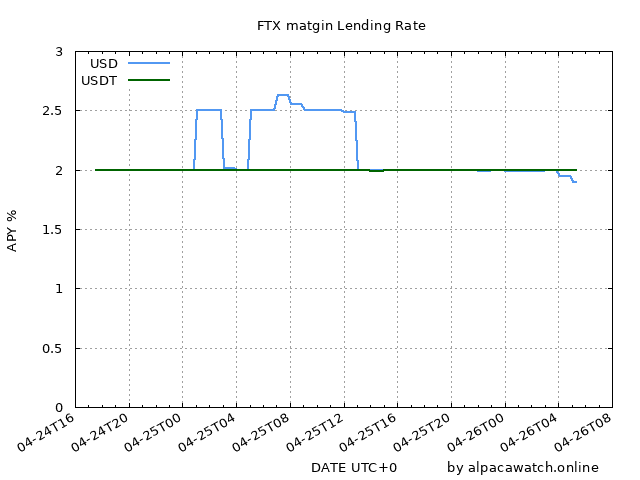 FTX matgin Lending Rate
USD
USDT
3
2.5
2
1.5
1
0.5
0
APY %
04-24T16 04-24T20 04-25T00 04-25T04 04-25T08 04-25T12 04-25T16 04-25T20 04-26T00 04-26T04 04-26T08
DATE UTC+0 by alpacawatch.online